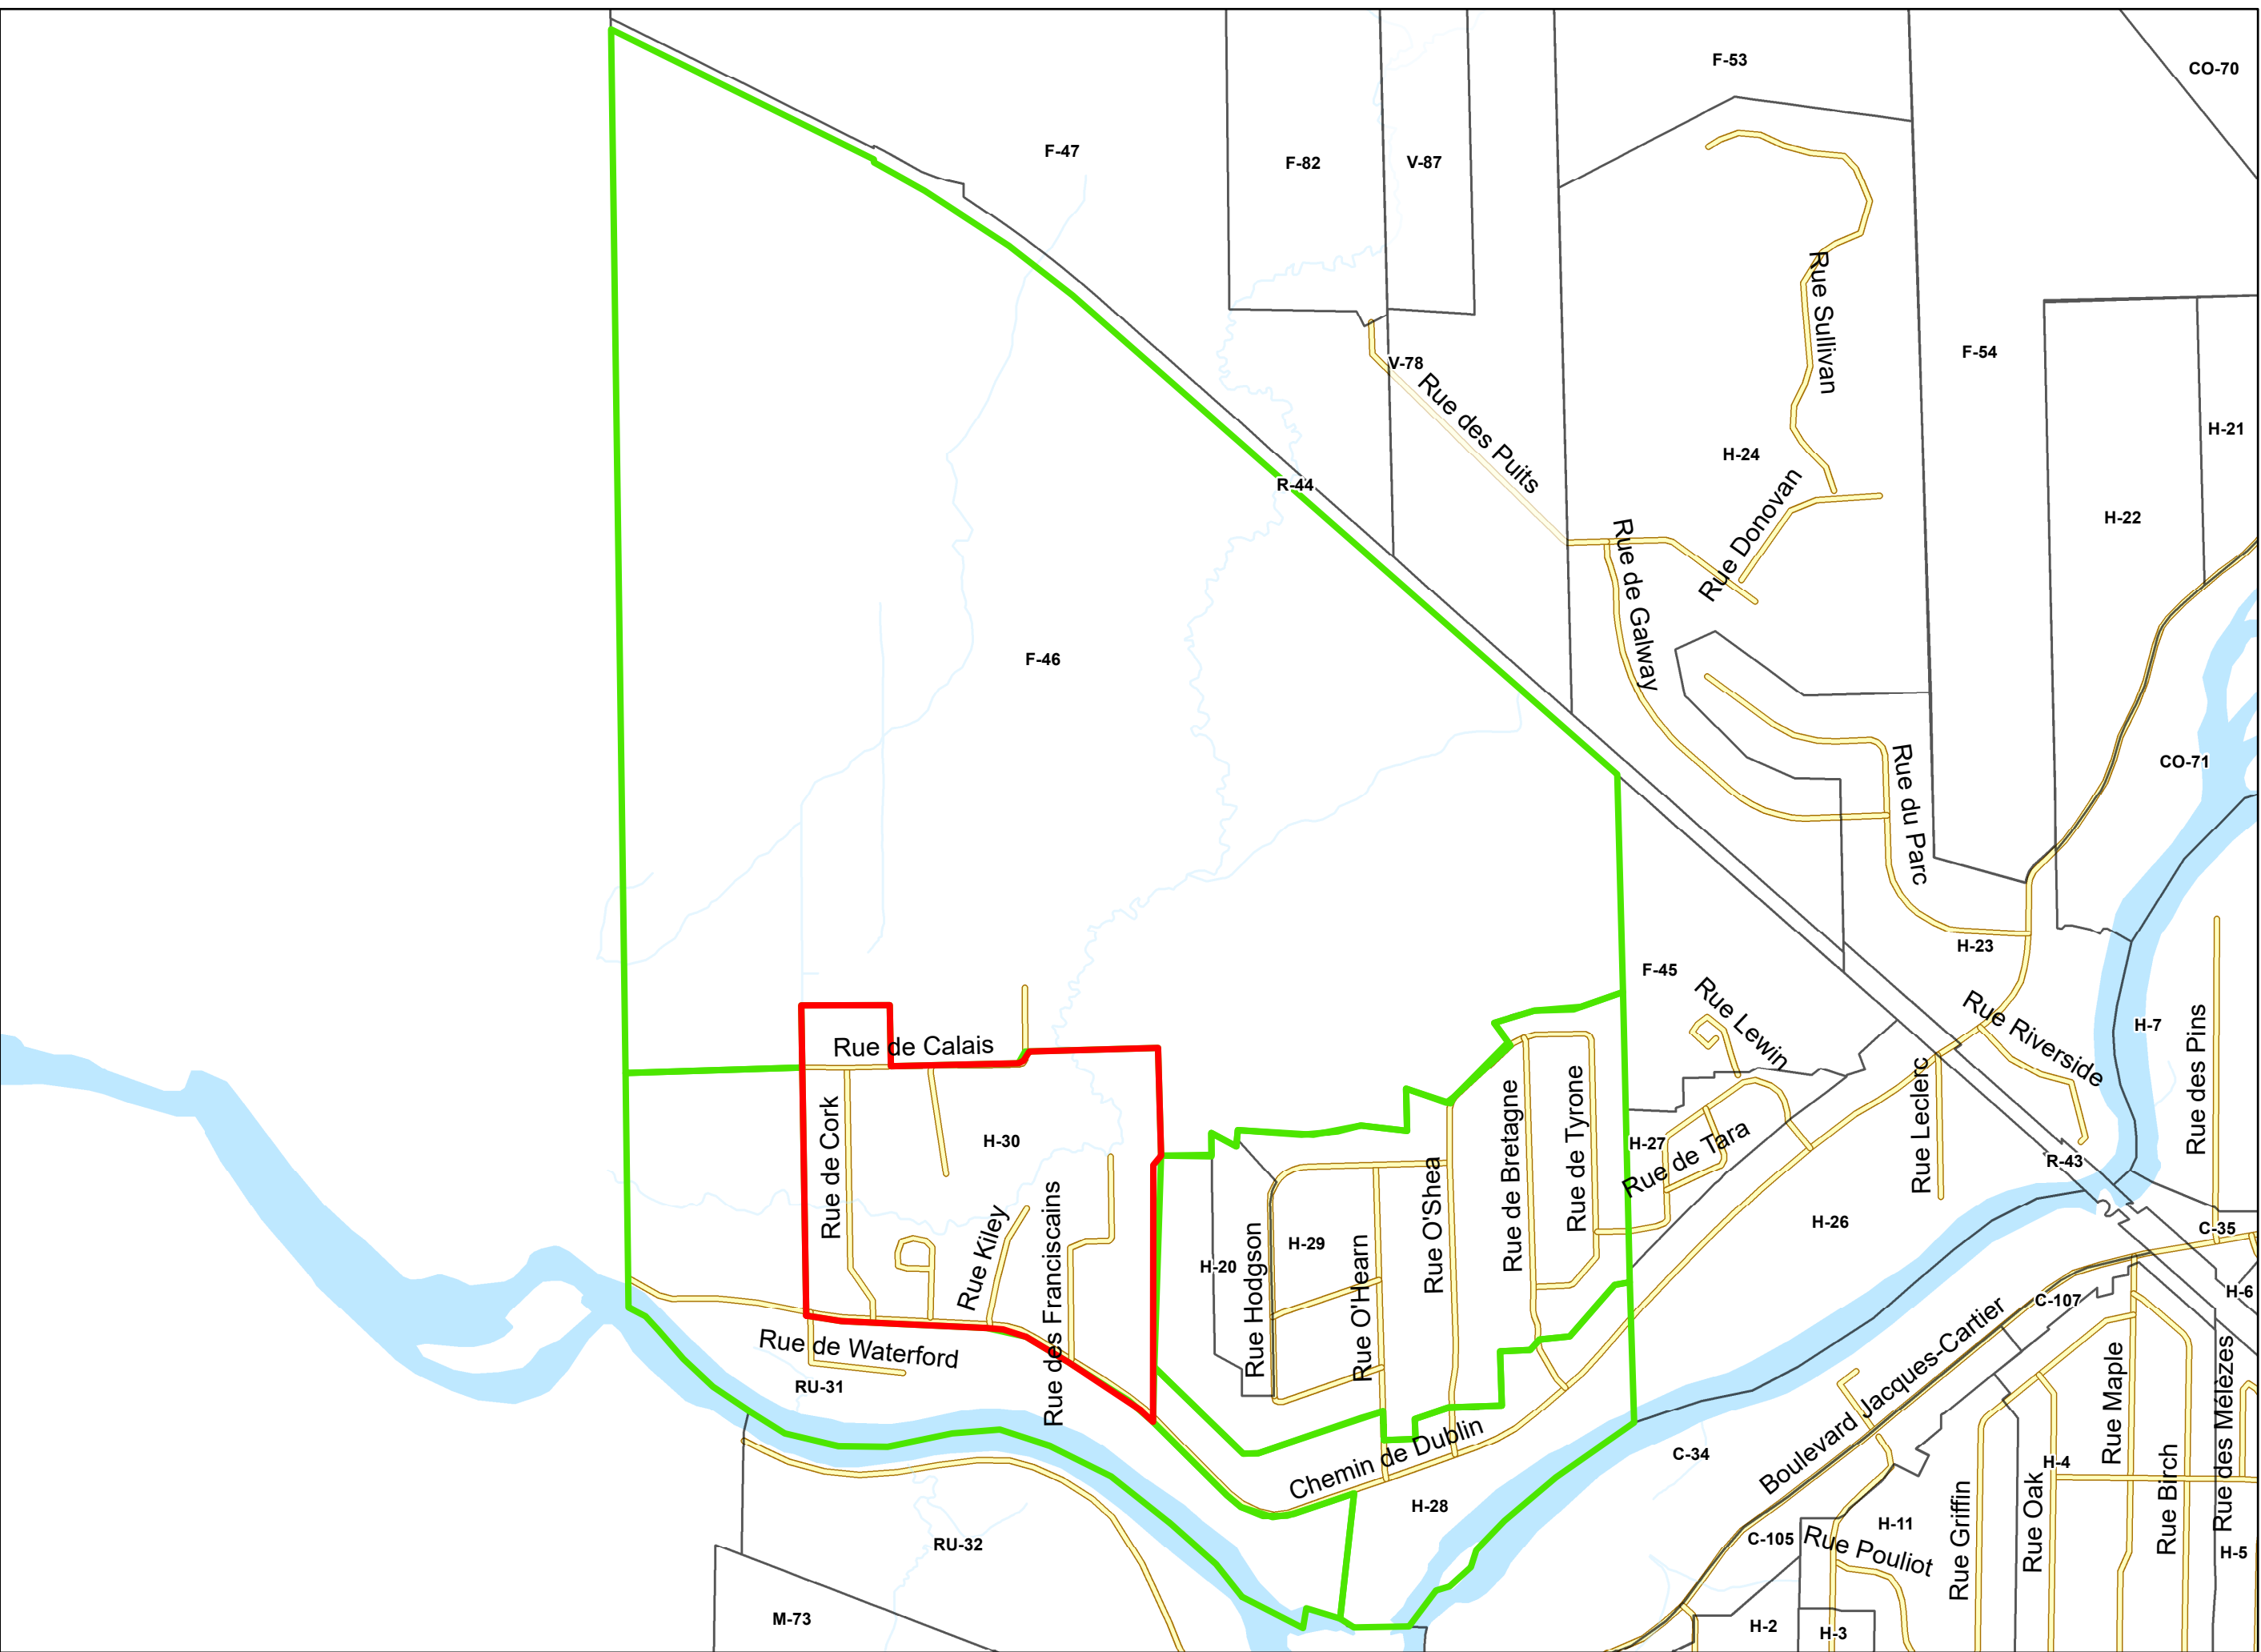 F-53
CO-70
F-47
F-82
V-87
Rue Sullivan
F-54
V-78
Rue des Puits
H-21
H-24
R-44
Rue Donovan
H-22
Rue de Galway
F-46
CO-71
Rue du Parc
H-23
F-45
Rue Lewin
Rue Riverside
H-7
Rue des Pins
Rue de Calais
Rue Leclerc
Rue de Cork
H-30
Rue de Bretagne
Rue de Tyrone
H-27
Rue de Tara
R-43
Rue O'Shea
H-26
C-35
Rue Kiley
Rue des Franciscains
H-20
Rue Hodgson
H-29
Rue O'Hearn
H-6
C-107
Rue de Waterford
RU-31
Boulevard Jacques-Cartier
Rue Maple
Rue des Mélèzes
Chemin de Dublin
C-34
H-4
Rue Birch
H-28
Rue Griffin
Rue Oak
RU-32
C-105
H-11
Rue Pouliot
H-5
M-73
H-2
H-3